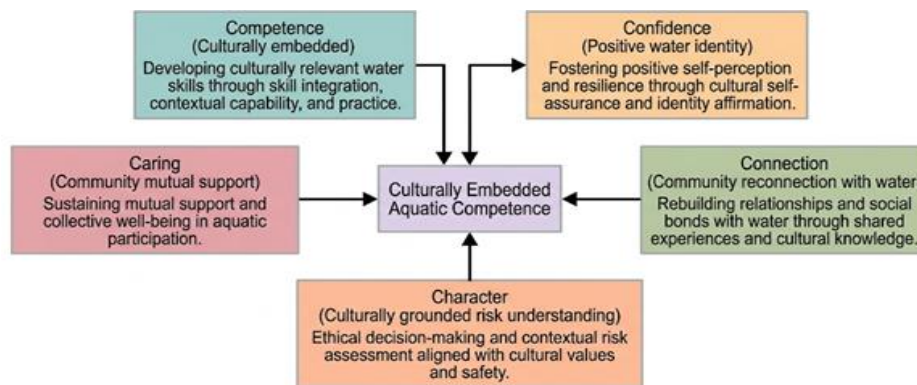 Competence
(Culturally embedded)
Developing culturally relevant water
skills through skill integration,
contextual capability, and practice.
Confidence
(Positive water identity)
Fostering positive self-perception
and resilience through cultural self-
assurance and identity affirmation.
Caring
(Community mutual support)
Sustaining mutual support and
collective well-being in aquatic
participation.
Culturally Embedded
Aquatic Competence
Connection
(Community reconnection with water
Rebuilding relationships and social
bonds with water through shared
experiences and cultural knowledge.
Character
(Culturally grounded risk understanding)
Ethical decision-making and contextual risk
assessment aligned with cultural values
and safety.